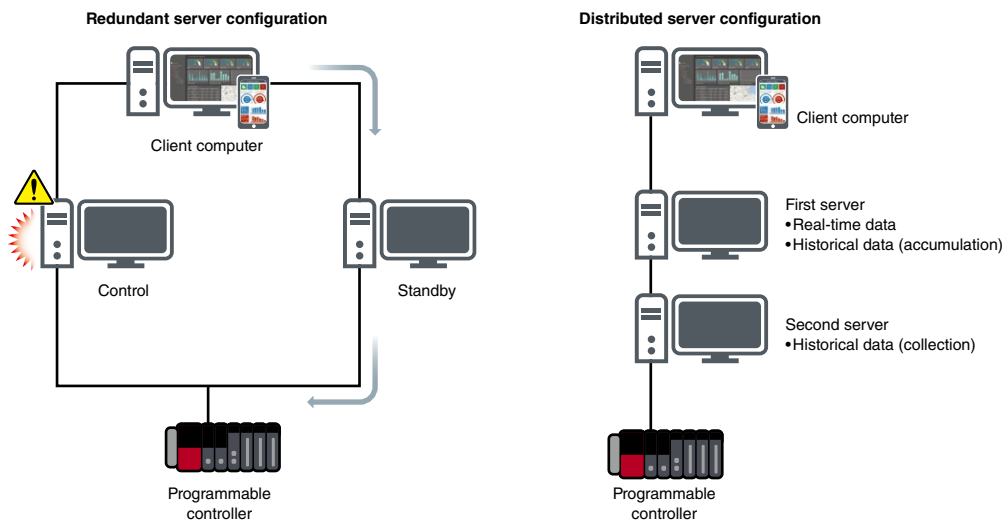 Redundant server configuration
Client computer
Control
Standby
Programmable
controller
Distributed server configuration
Client computer
First server
•Real-time data
•Historical data (accumulation)
Second server
•Historical data (collection)
Programmable
controller